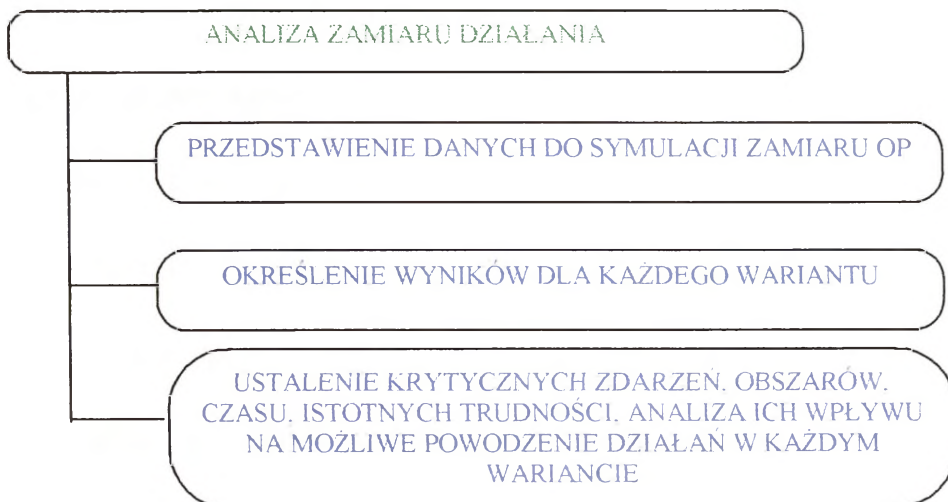 ANALIZA ZAMIARU DZIAŁANIA
PRZEDSTAWIENIE DANYCH DO SYMULACJI ZAMIARU OP
OKREŚLENIE WYNIKÓW DLA KAŻDEGO WARIANTU
USTALENIE KRYTYCZNYCH ZDARZEŃ, OBSZARÓW,
CZASU, ISTOTNYCH TRUDNOŚCI, ANALIZA ICH WPŁYWU
NA MOŻLIWE POWODZENIE DZIAŁAŃ W KAŻDYM
WARIANCIE